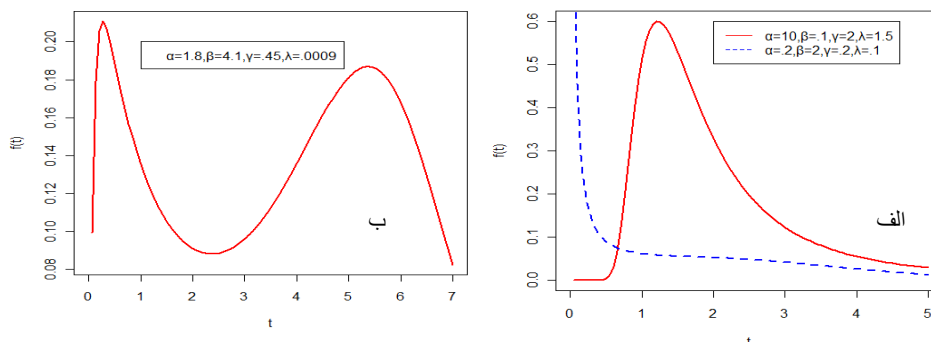 α=1.8,β=4.1,γ=.45,λ=.0009
f(t)
0.20
0.18
0.16
0.14
0.12
0.10
0.08
0 1 2 3 4 5 6 7
t
ب
α=10,β=.1,γ=2,λ=1.5
α=.2,β=2,γ=.2,λ=.1
f(t)
0.6
0.5
0.4
0.3
0.2
0.1
0.0
0 1 2 3 4 5
t
الف